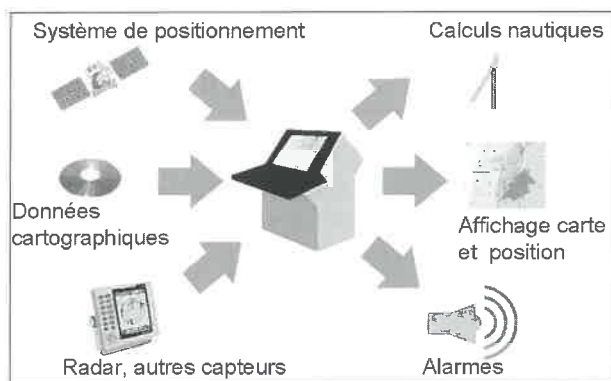 Système de positionnement
Calculs nautiques
Données
cartographiques
Affichage carte
et position
Radar, autres capteurs
Alarmes